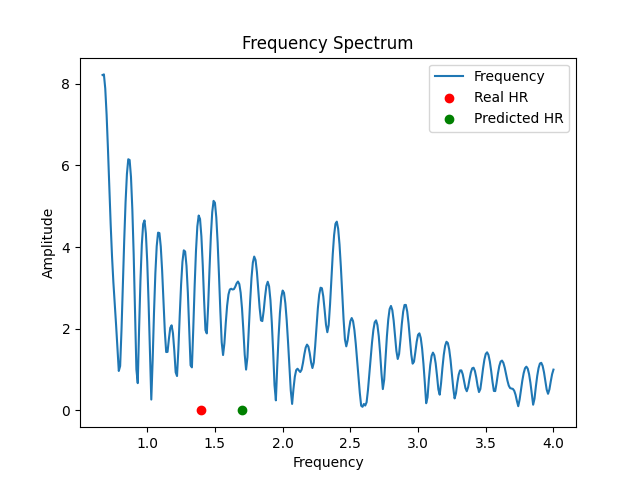 Frequency Spectrum
Frequency
Real HR
Predicted HR
Amplitude
8
6
4
2
0
1.0 1.5 2.0 2.5 3.0 3.5 4.0
Frequency